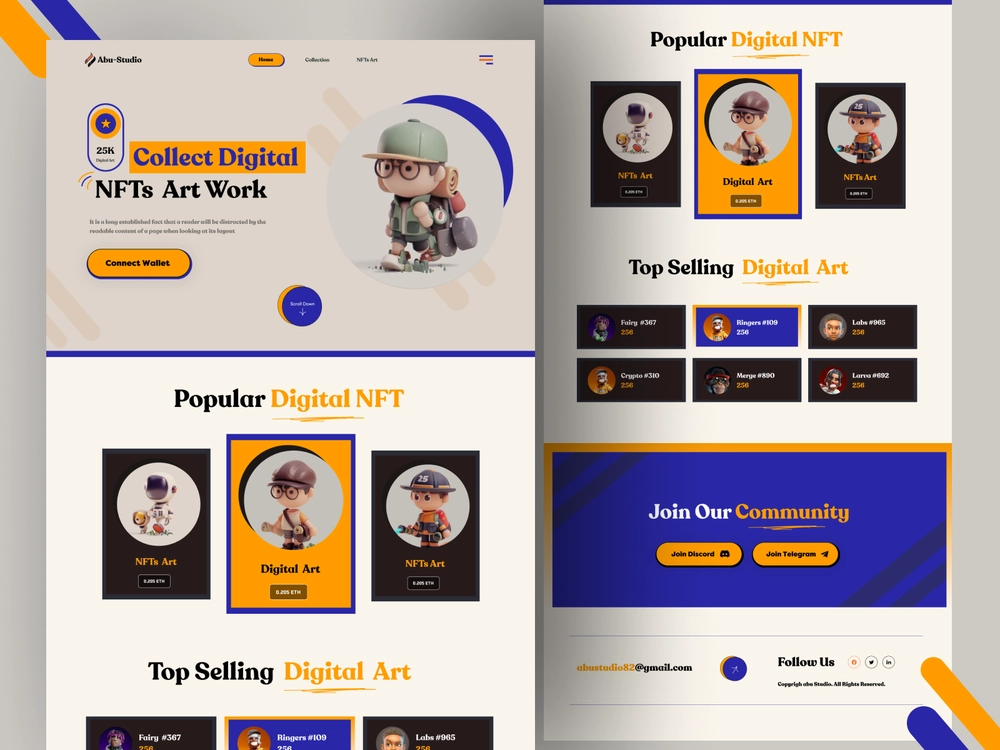 Abu-Studio
Home
Collection
NFTs Art
25K
Digital Art
Collect Digital
NFTs Art Work
It is a long established fact that a reader will be distracted by the
readable content of a page when looking at its layout
Connect Wallet
Scroll Down
Popular Digital NFT
NFTs Art
0.205 ETH
Digital Art
0.205 ETH
25
NFTs Art
0.205 ETH
Top Selling Digital Art
Fairy #367
256
Ringers #109
256
Labs #965
256
Popular Digital NFT
NFTs Art
0.205 ETH
Digital Art
0.205 ETH
25
NFTs Art
0.205 ETH
Top Selling Digital Art
Fairy #367
256
Ringers #109
256
Labs #965
256
Crypto #310
256
Merge #890
256
Larva #692
256
Join Our Community
Join Discord
Join Telegram
abustudio82@gmail.com
Follow Us
Copyrigh abu Studio. All Rights Reserved.